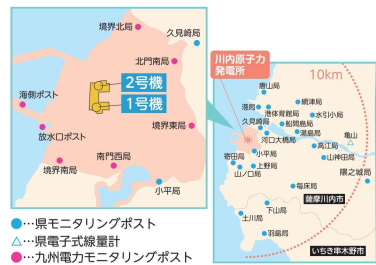 境界北局
久見崎局
北門南局
2号機
1号機
海側ポスト
放水口ポスト
境界東局
境界南局
南門西局
小平局
川内原子力
発電所
10km
唐山局
港局
網津局
港体育館局
水引小局
久見崎局
船間島局
湯島局
河口大橋局
高江局
亀山
小平局
山神田局
寄田局
上野局
隈之城局
山ノ口局
毎床局
薩摩川内市
下山局
土川局
羽島局
いちき串木野市
●…県モニタリングポスト
△…県電子式線量計
●…九州電力モニタリングポスト